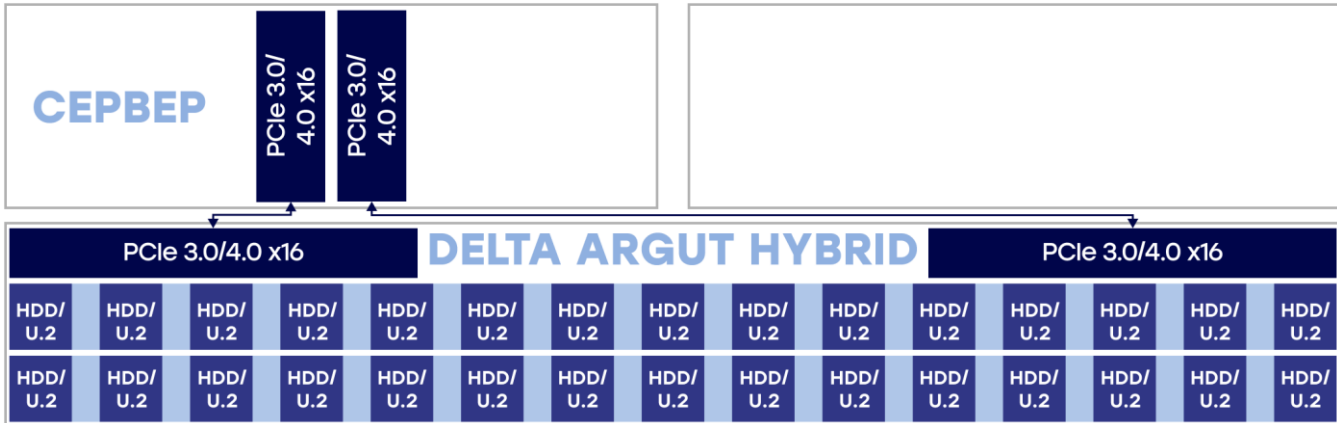 PCIe 3.0/
4.0 x16
PCIe 3.0/
4.0 x16
СЕРВЕР
PCIe 3.0/4.0 x16
DELTA ARGUT HYBRID
PCIe 3.0/4.0 x16
HDD/ HDD/ HDD/ HDD/ HDD/ HDD/ HDD/ HDD/ HDD/ HDD/ HDD/ HDD/ HDD/ HDD/ HDD/
U.2 U.2 U.2 U.2 U.2 U.2 U.2 U.2 U.2 U.2 U.2 U.2 U.2 U.2 U.2
HDD/ HDD/ HDD/ HDD/ HDD/ HDD/ HDD/ HDD/ HDD/ HDD/ HDD/ HDD/ HDD/ HDD/ HDD/
U.2 U.2 U.2 U.2 U.2 U.2 U.2 U.2 U.2 U.2 U.2 U.2 U.2 U.2 U.2